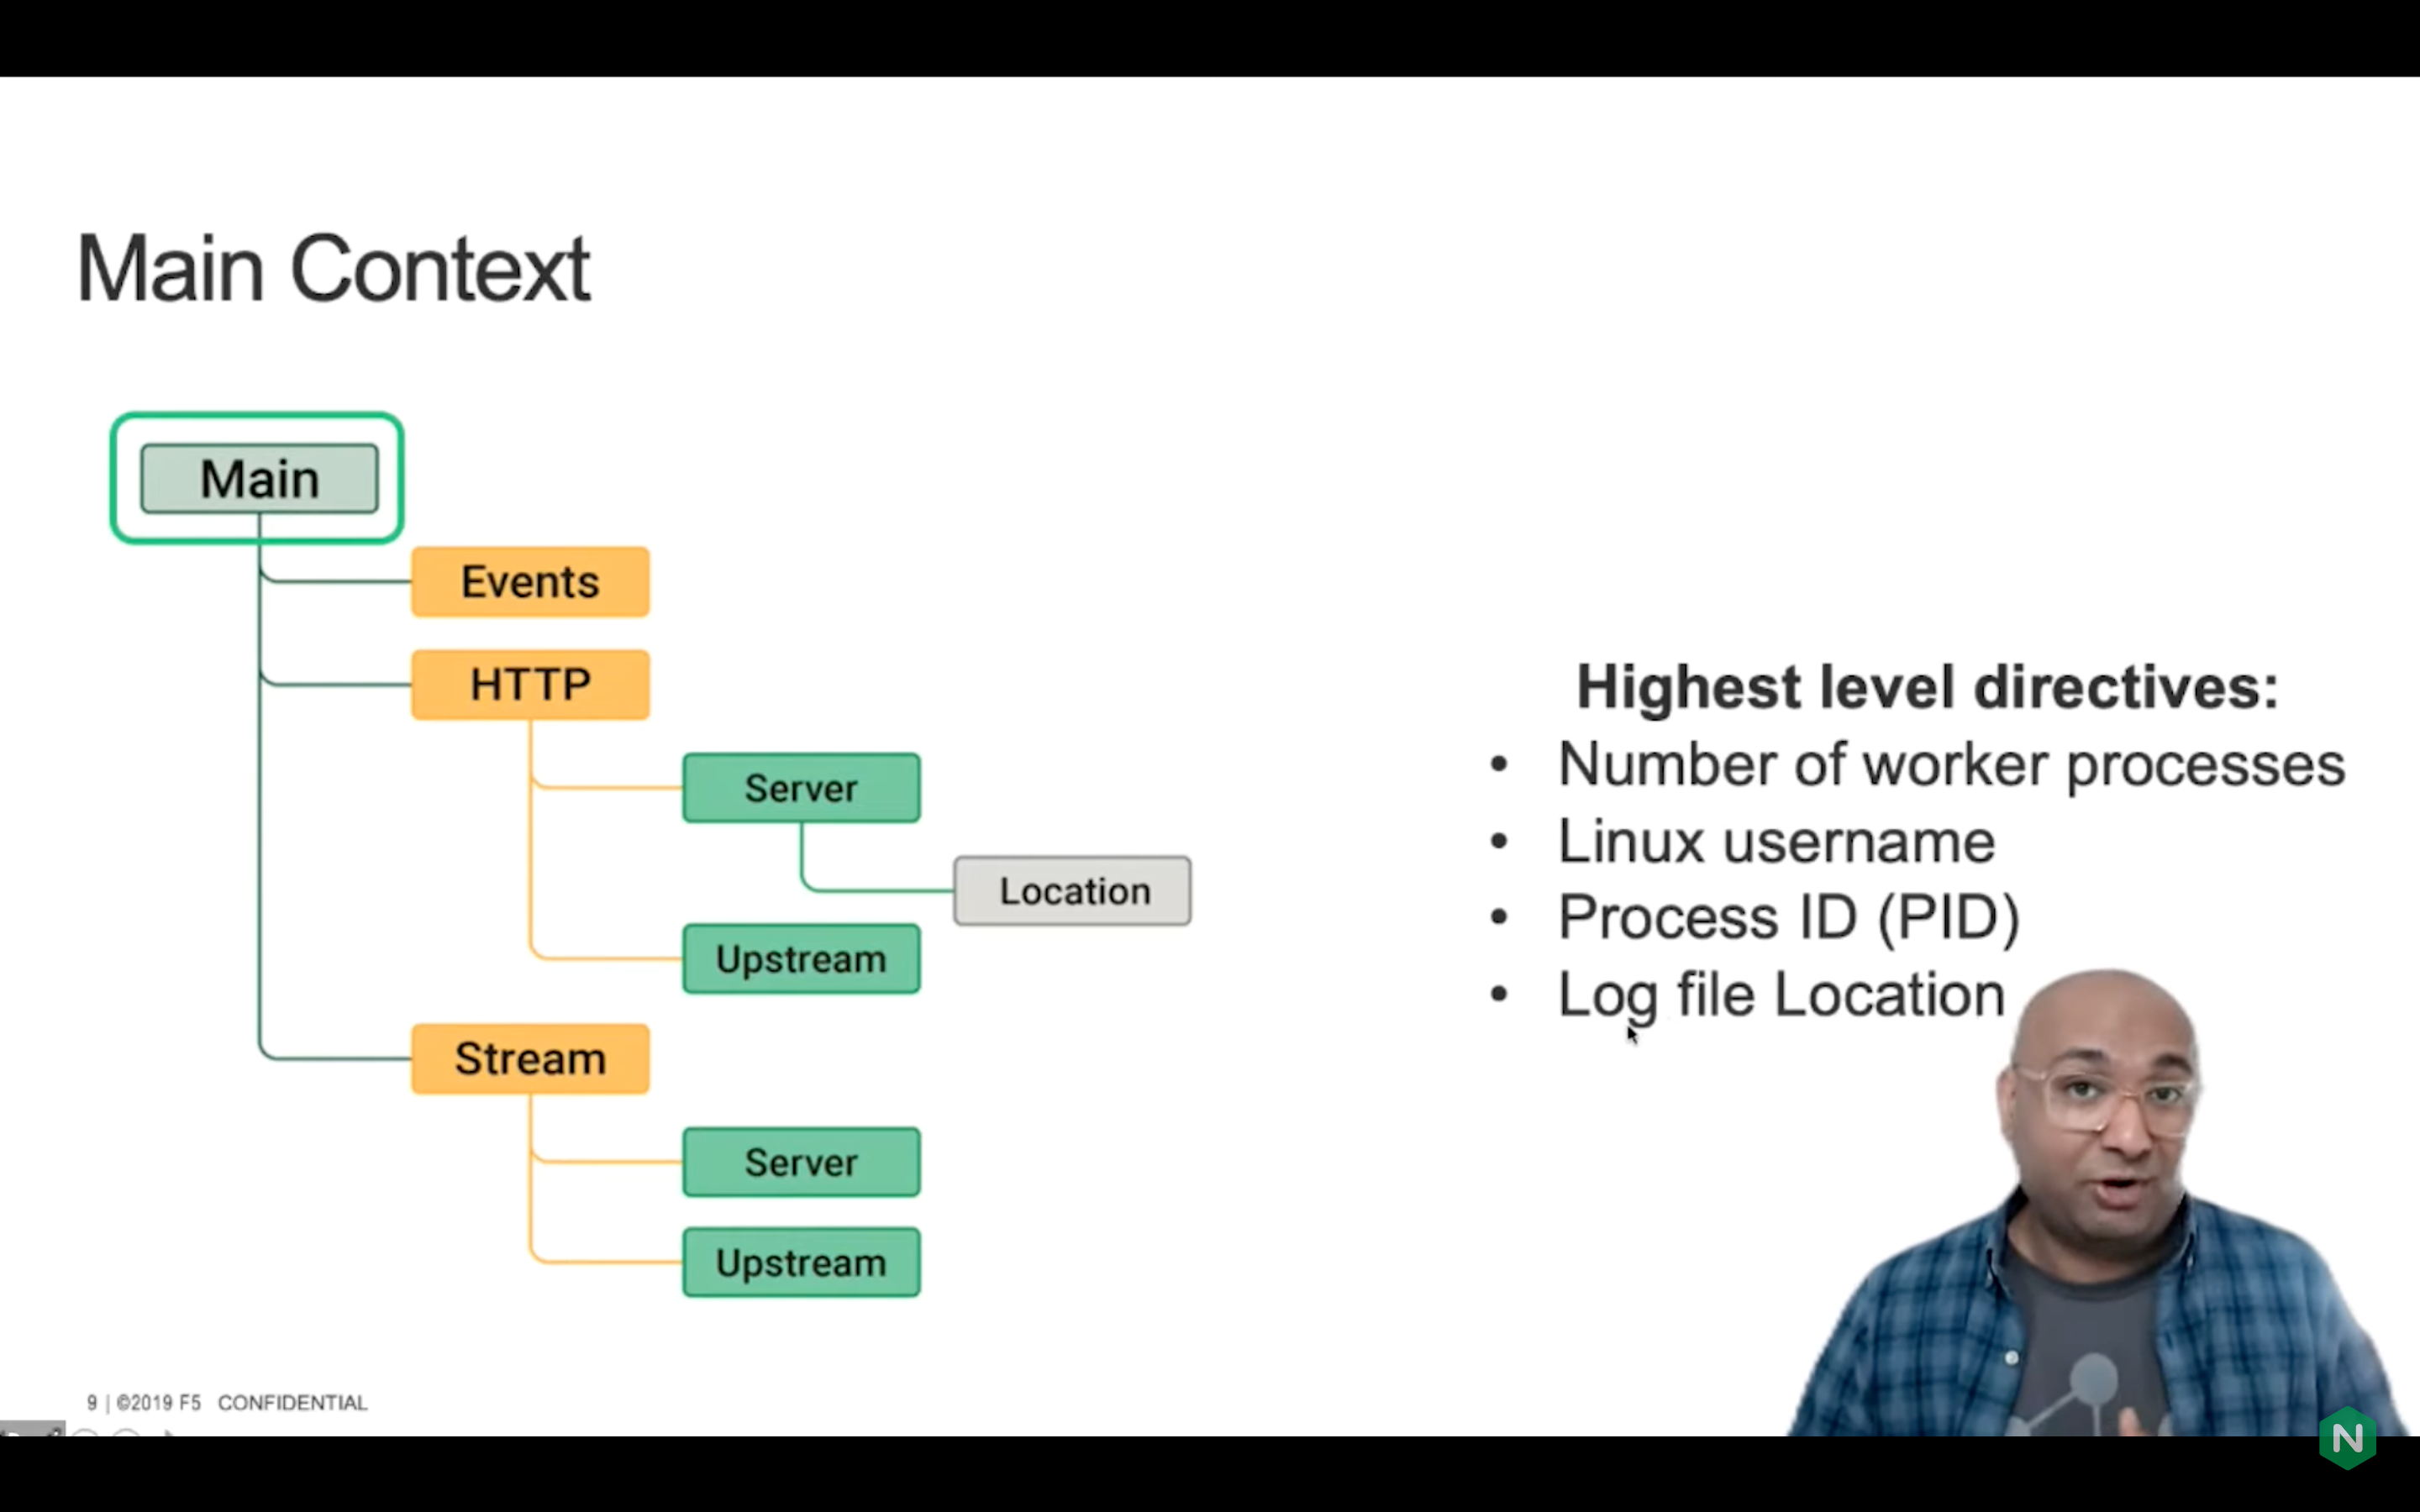 Main Context
Main
Events
HTTP
Server
Location
Upstream
Stream
Server
Upstream
Highest level directives:
• Number of worker processes
• Linux username
• Process ID (PID)
• Log file Location
9 | ©2019 F5 CONFIDENTIAL
N